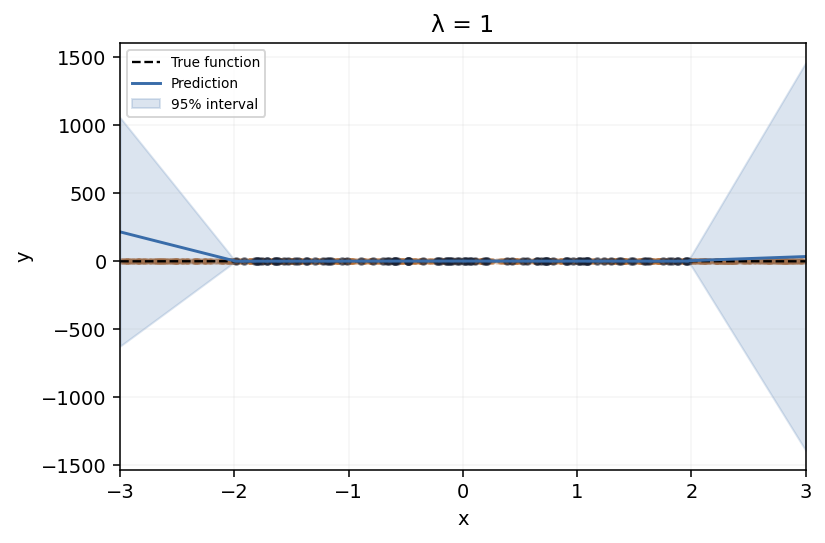 λ = 1
True function
Prediction
95% interval
1500
1000
500
0
−500
−1000
−1500
y
−3 −2 −1 0 1 2 3
x